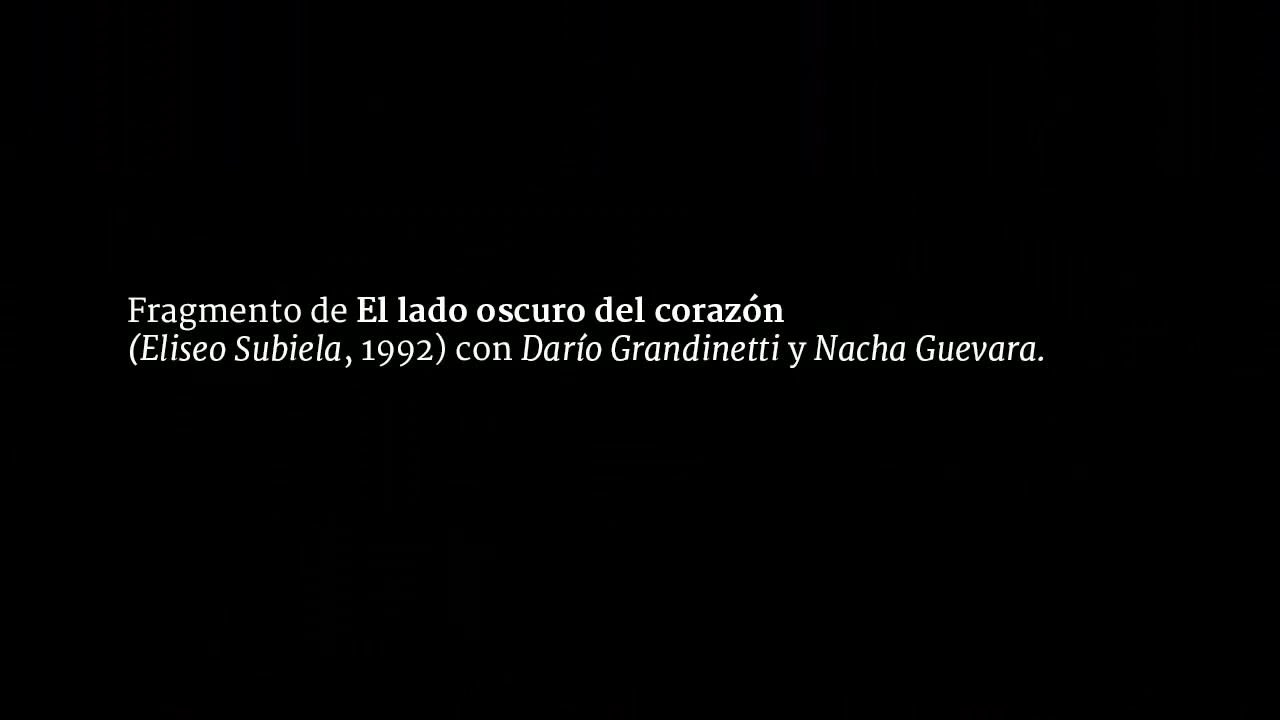 Fragmento de El lado oscuro del corazón
(Eliseo Subiela, 1992) con Darío Grandinetti y Nacha Guevara.